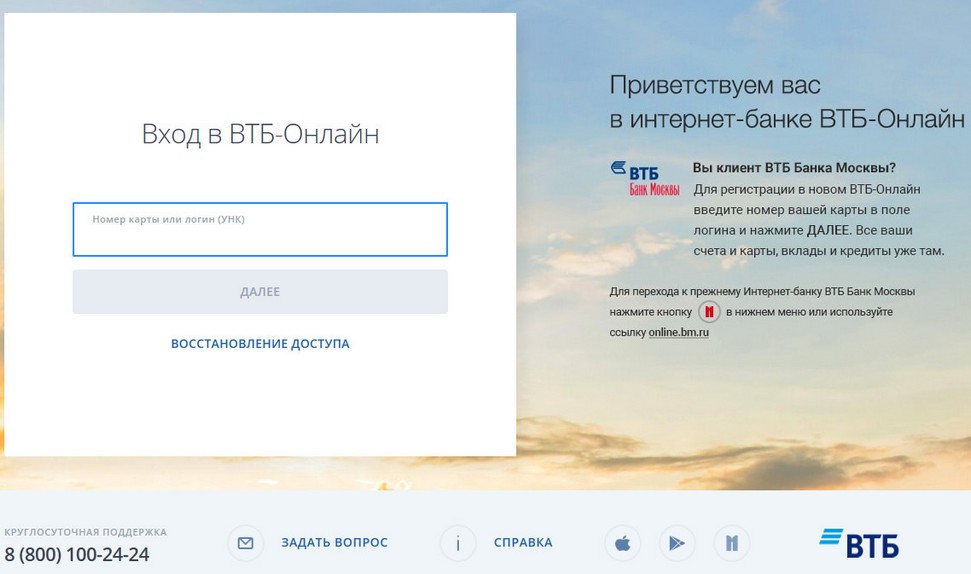 Вход в ВТБ-Онлайн
Номер карты или логин (УНК)
ДАЛЕЕ
ВОССТАНОВЛЕНИЕ ДОСТУПА
Приветствуем вас
в интернет-банке ВТБ-Онлайн
ВТБ
Банк Москвы
Вы клиент ВТБ Банка Москвы?
Для регистрации в новом ВТБ-Онлайн
введите номер вашей карты в поле
логина и нажмите ДАЛЕЕ. Все ваши
счета и карты, вклады и кредиты уже там.
Для перехода к прежнему Интернет-банку ВТБ Банк Москвы
нажмите кнопку в нижнем меню или используйте
ссылку online.bm.ru
КРУГЛОСУТОЧНАЯ ПОДДЕРЖКА
8 (800) 100-24-24
ЗАДАТЬ ВОПРОС
i
СПРАВКА
ВТБ